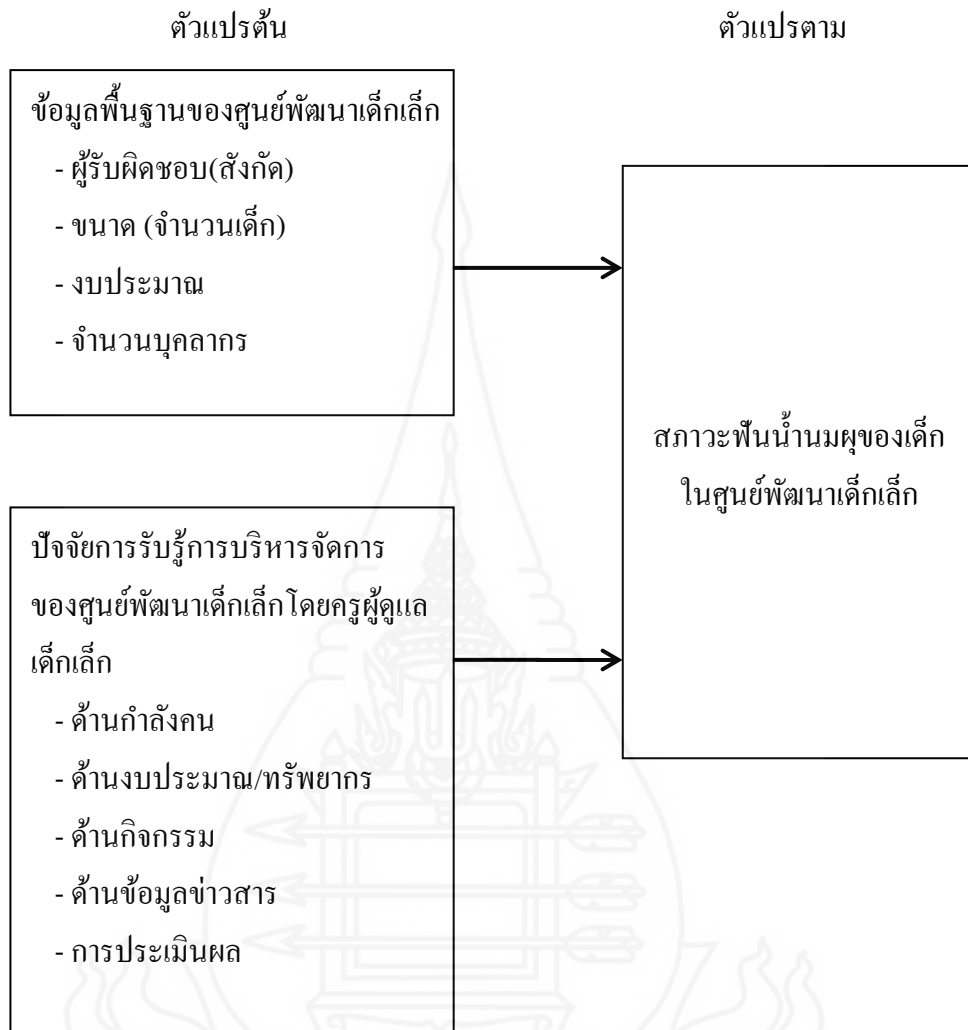 ตัวแปรต้น
ตัวแปรตาม
ข้อมูลพื้นฐานของศูนย์พัฒนาเด็กเล็ก
- ผู้รับผิดชอบ(สังกัด)
- ขนาด (จำนวนเด็ก)
- งบประมาณ
- จำนวนบุคลากร
ปัจจัยการรับรู้การบริหารจัดการ
ของศูนย์พัฒนาเด็กเล็กโดยครูผู้ดูแล
เด็กเล็ก
- ด้านกำลังคน
- ด้านงบประมาณ/ทรัพยากร
- ด้านกิจกรรม
- ด้านข้อมูลข่าวสาร
- การประเมินผล
สภาวะฟันน้ำนมผุของเด็ก
ในศูนย์พัฒนาเด็กเล็ก